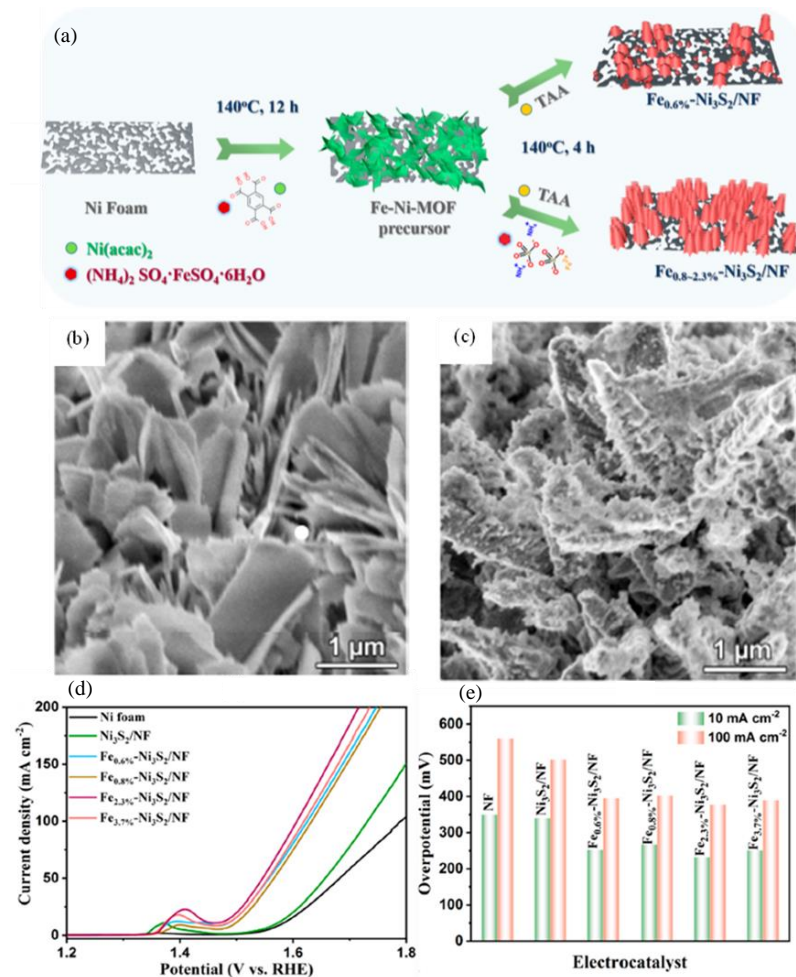 (a)
TAA
Fe0.6%-Ni3S2/NF
140°C, 12 h
140°C, 4 h
TAA
Ni Foam
Fe-Ni-MOF
precursor
Ni(acac)2
(NH4)2 SO4·FeSO4·6H2O
Fe0.8~2.3%-Ni3S2/NF
(b)
1 µm
(c)
1 µm
(d)
Current density (mA cm-2)
200
150
100
50
0
Ni foam
Ni3S2/NF
Fe0.6%-Ni3S2/NF
Fe0.8%-Ni3S2/NF
Fe2.3%-Ni3S2/NF
Fe3.7%-Ni3S2/NF
1.2 1.4 1.6 1.8
Potential (V vs. RHE)
(e)
Overpotential (mV)
600
500
400
300
200
100
0
10 mA cm-2
100 mA cm-2
NF
Ni3S2/NF
Fe0.6%-Ni3S2/NF
Fe0.8%-Ni3S2/NF
Fe2.3%-Ni3S2/NF
Fe3.7%-Ni3S2/NF
Electrocatalyst